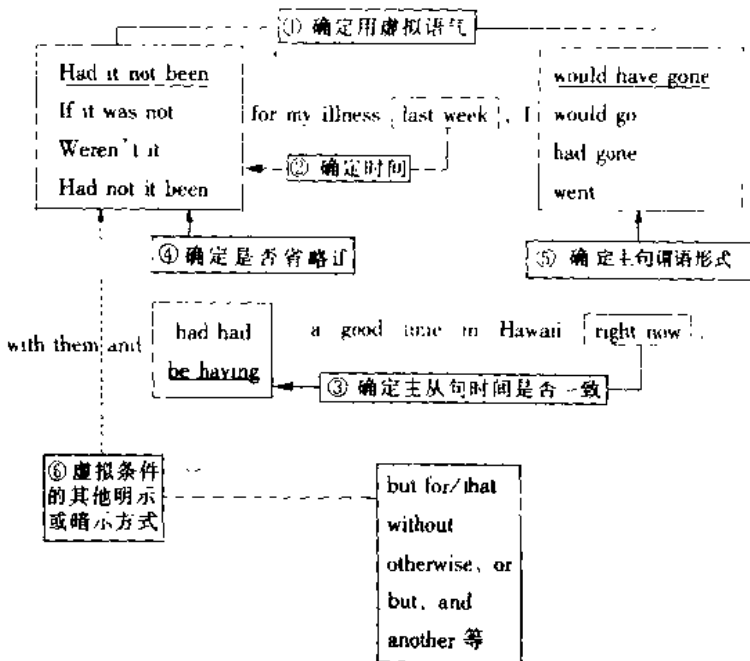 ① 确定用虚拟语气
Had it not been
If it was not
Weren't it
Had not it been
for my illness last week , I
would have gone
would go
had gone
went
② 确定时间
④ 确定是否省略 if
⑤ 确定主句谓语形式
with them and
had had
be having
a good time in Hawaii right now .
③ 确定主从句时间是否一致
⑥ 虚拟条件
的其他明示
或暗示方式
but for/that
without
otherwise, or
but, and
another 等